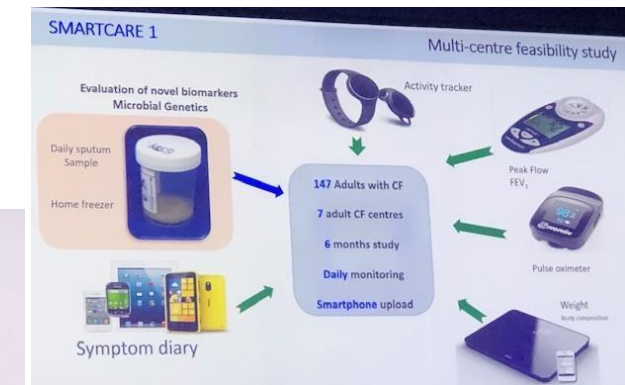 SMARTCARE 1
Multi-centre feasibility study
Evaluation of novel biomarkers
Microbial Genetics
Daily sputum
Sample
Home freezer
Activity tracker
147 Adults with CF
7 adult CF centres
6 months study
Daily monitoring
Smartphone upload
Peak Flow
FEV₁
98
Pulse oximeter
Weight
Body composition
Symptom diary